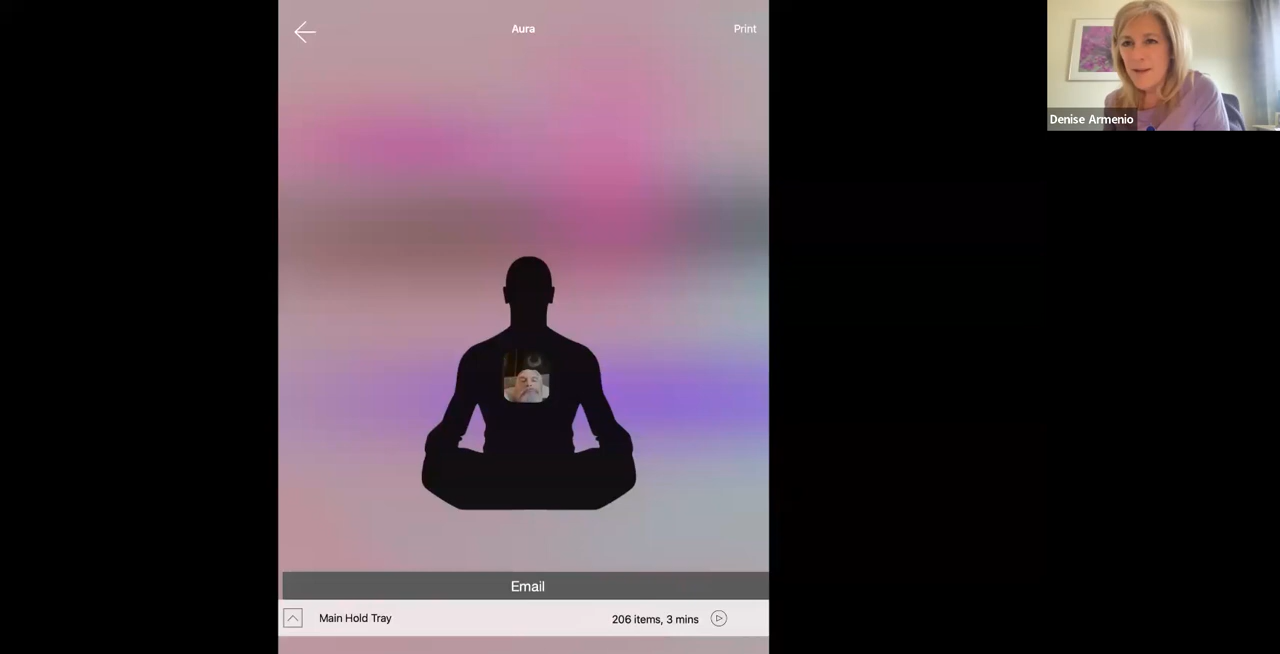 Aura
Print
Denise Armenio
Email
Main Hold Tray
206 items, 3 mins